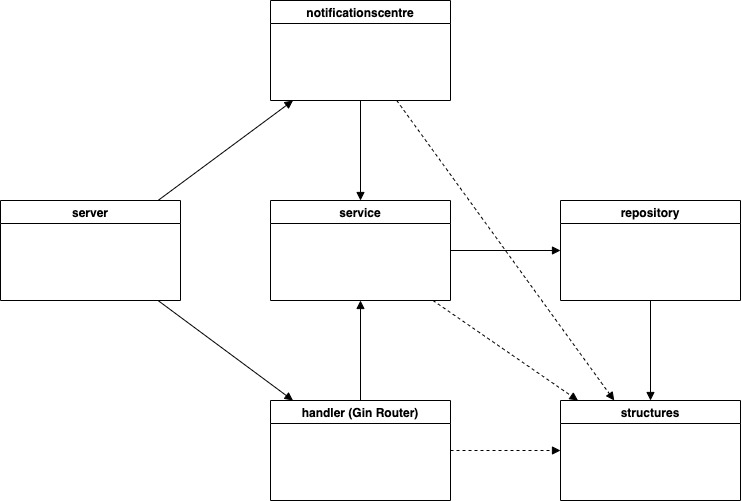 notificationscentre
server
service
repository
handler (Gin Router)
structures